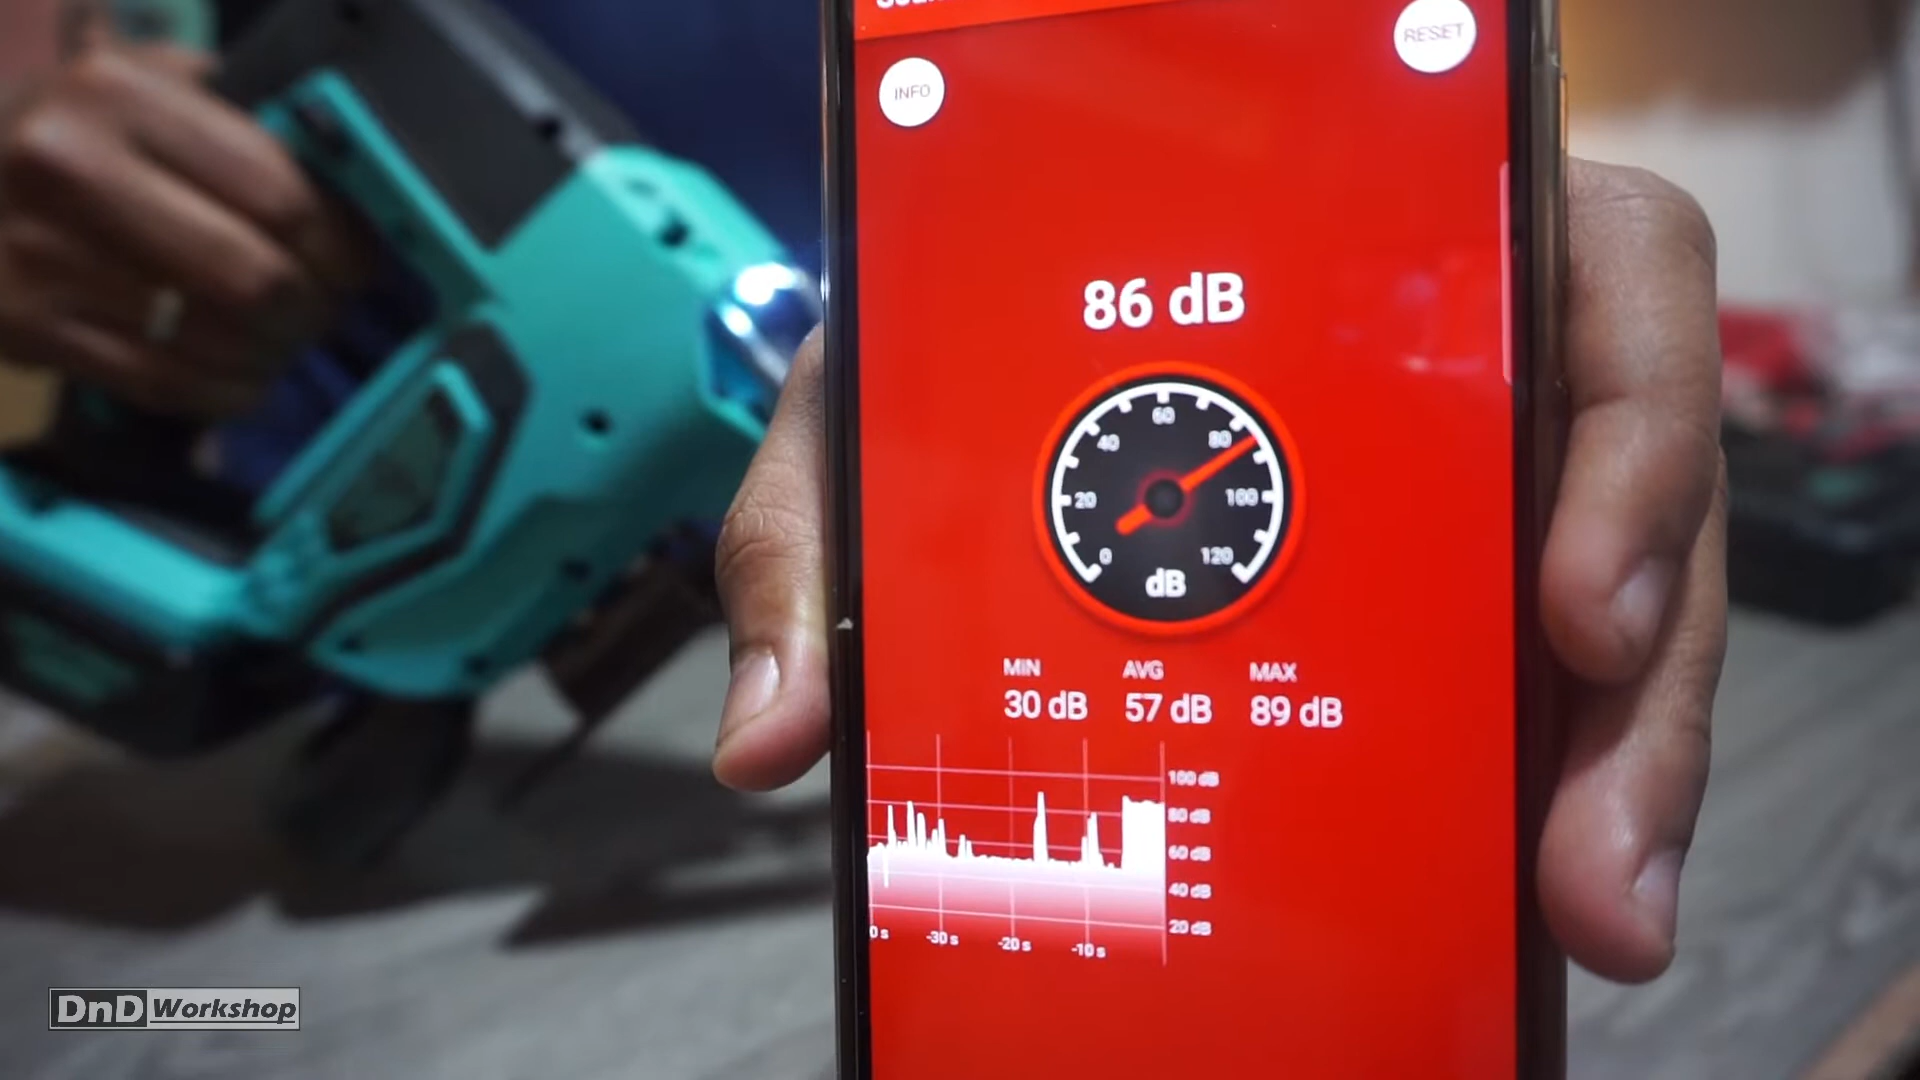 INFO
RESET
86 dB
60
40
80
20
100
0
120
dB
MIN AVG MAX
30 dB 57 dB 89 dB
100 dB
80 dB
60 dB
40 dB
20 dB
0 s -30 s -20 s -10 s
DnD Workshop